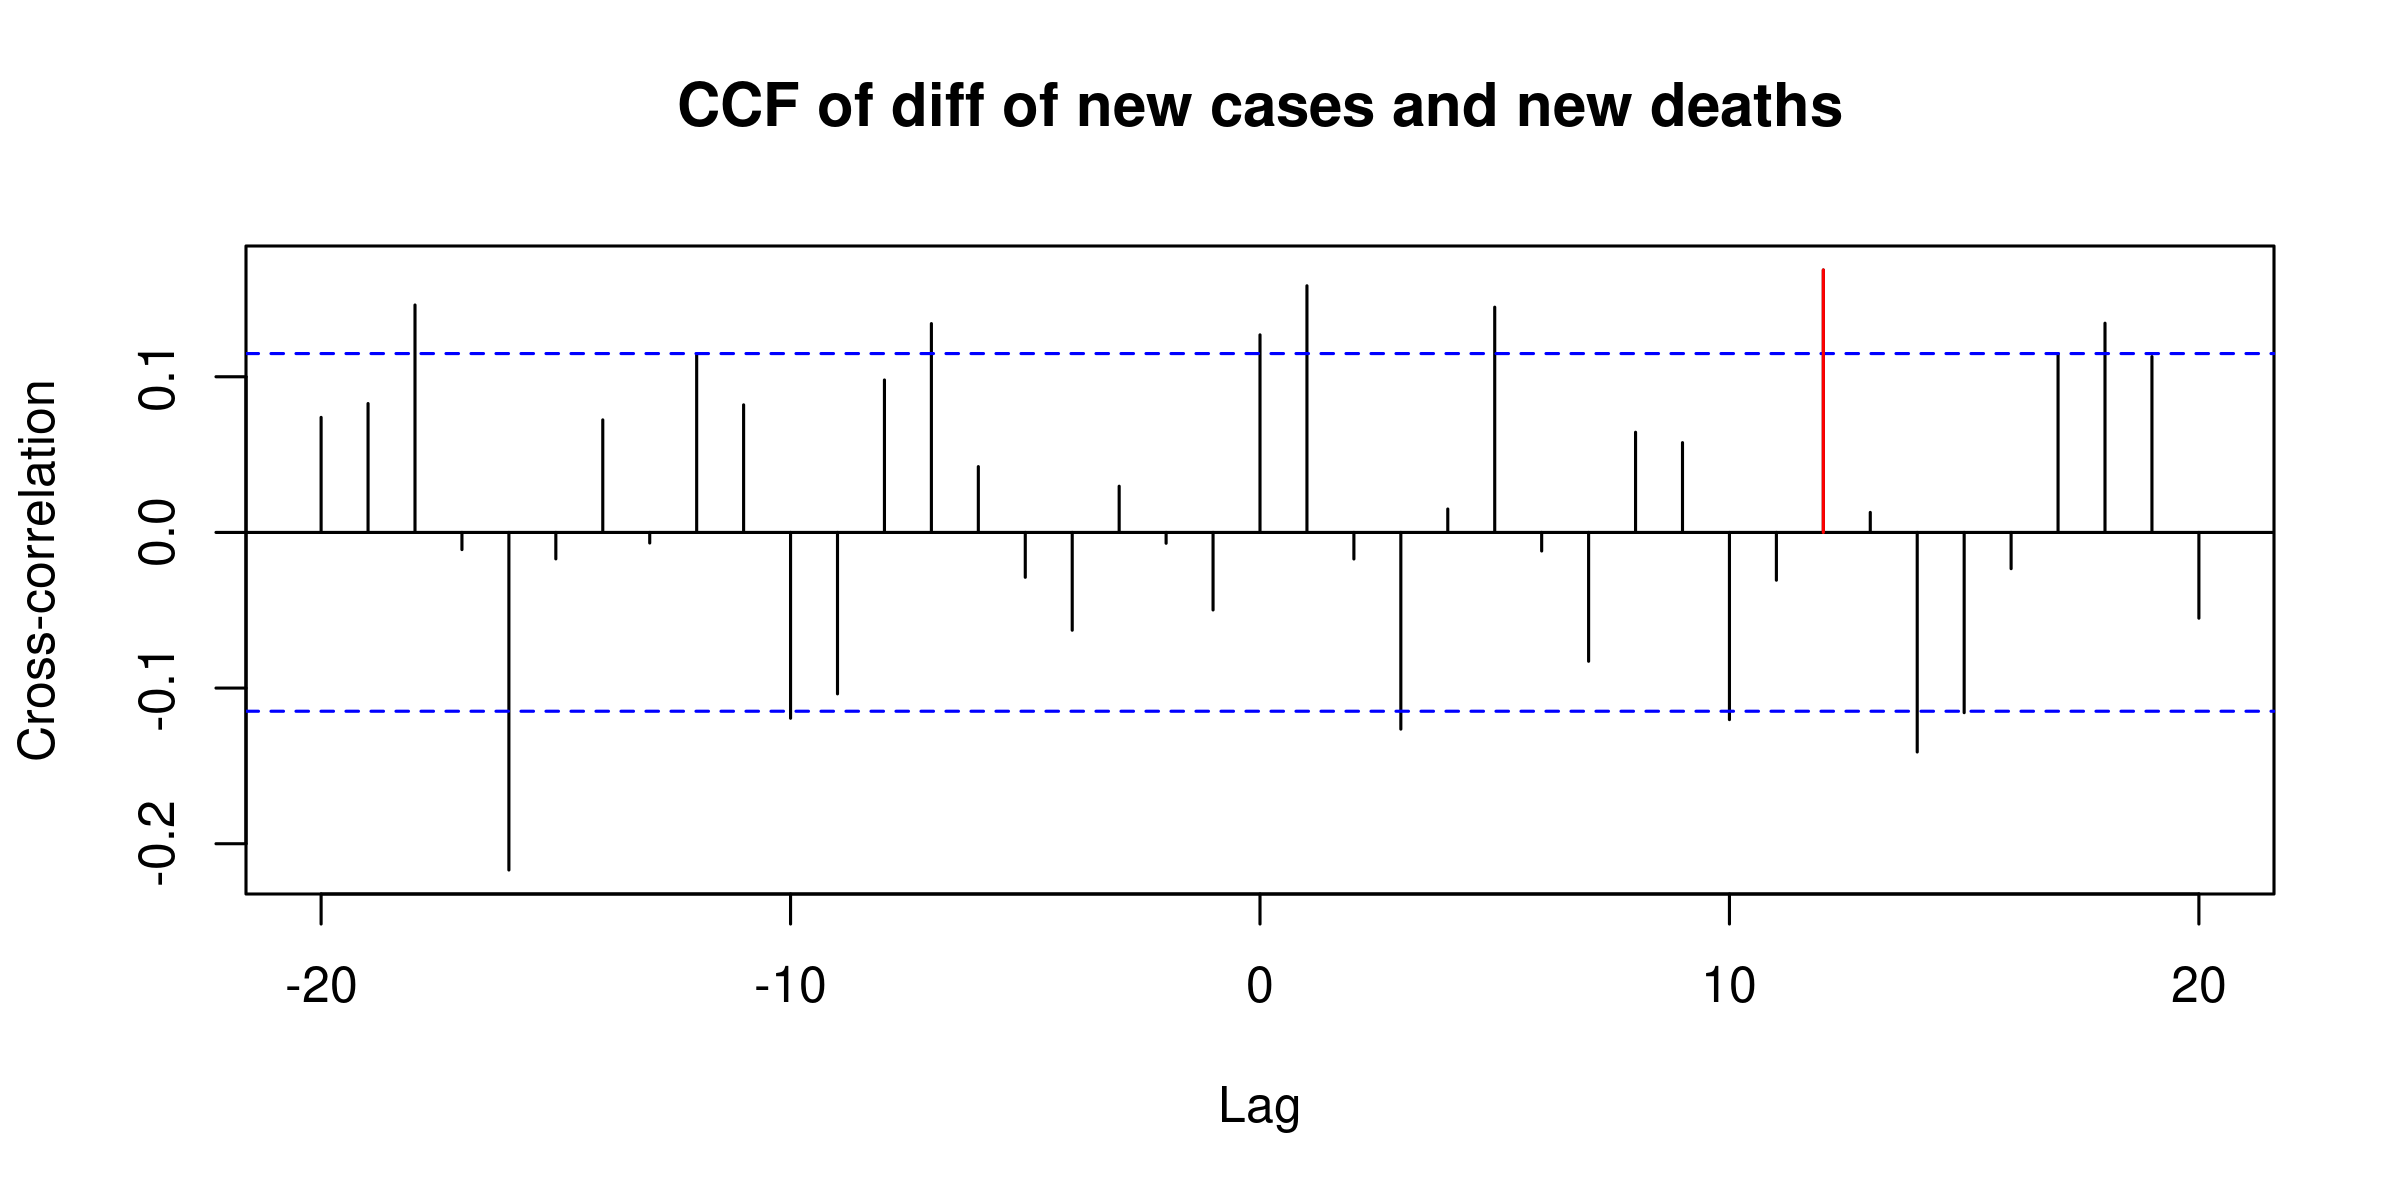 CCF of diff of new cases and new deaths
Cross-correlation
0.1
0.0
-0.1
-0.2
-20 -10 0 10 20
Lag